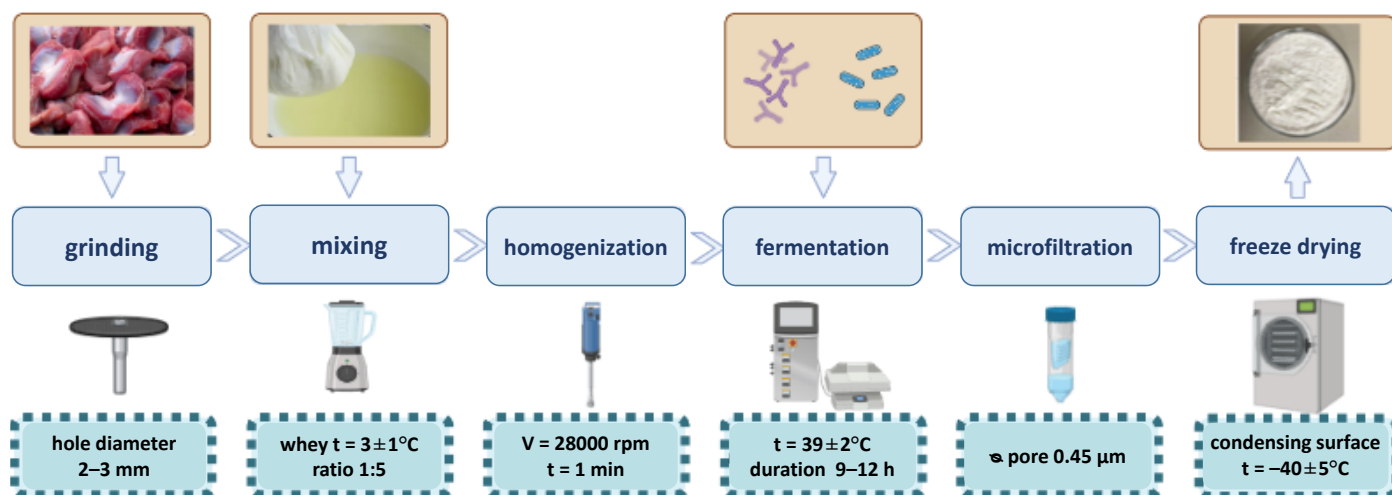 grinding
mixing
homogenization
fermentation
microfiltration
freeze drying
hole diameter
2–3 mm
whey t = 3±1°C
ratio 1:5
V = 28000 rpm
t = 1 min
t = 39±2°C
duration 9–12 h
ᴓ pore 0.45 µm
condensing surface
t = –40±5°C